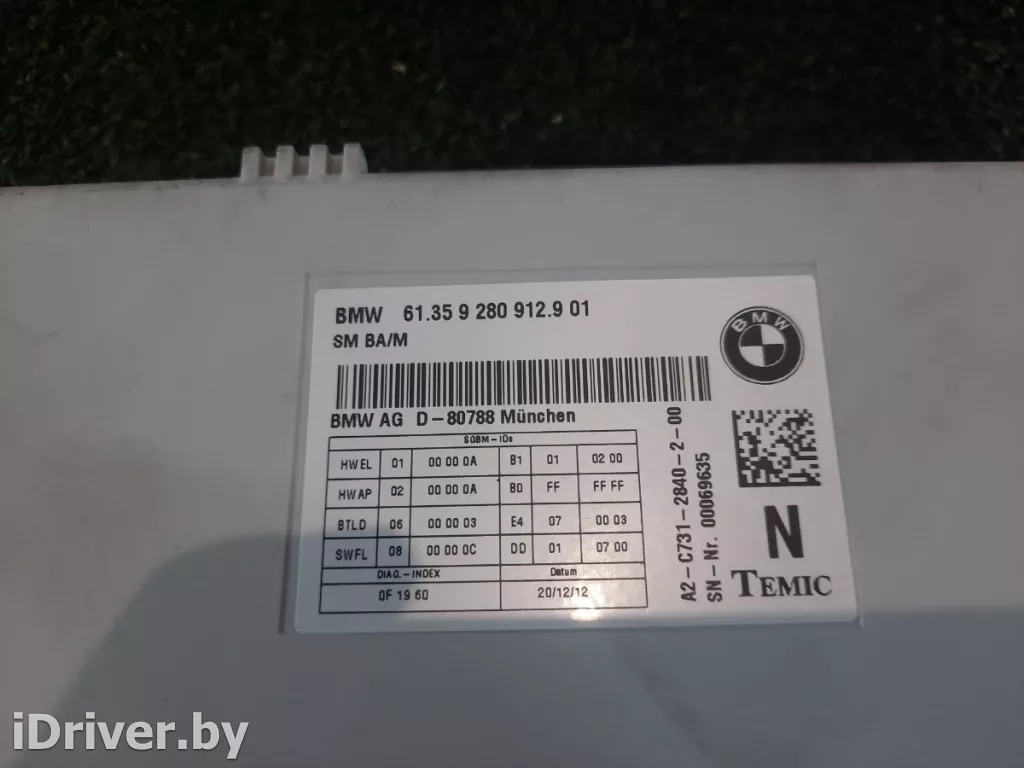 BMW 61.35 9 280 912.9 01
SM BA/M
BMW
BMW AG D-80788 München
SGBM-IDs
HWEL 01 00 00 0A B1 01 02 00
HWAP 02 00 00 0A B0 FF FF FF
BTLD 06 00 00 03 E4 07 00 03
SWFL 08 00 00 0C DD 01 07 00
DIAG.-INDEX Datum
0F 19 60 20/12/12
A2-C731-2840-2-00
SN-Nr. 00069635
N
TEMIC
iDriver.by